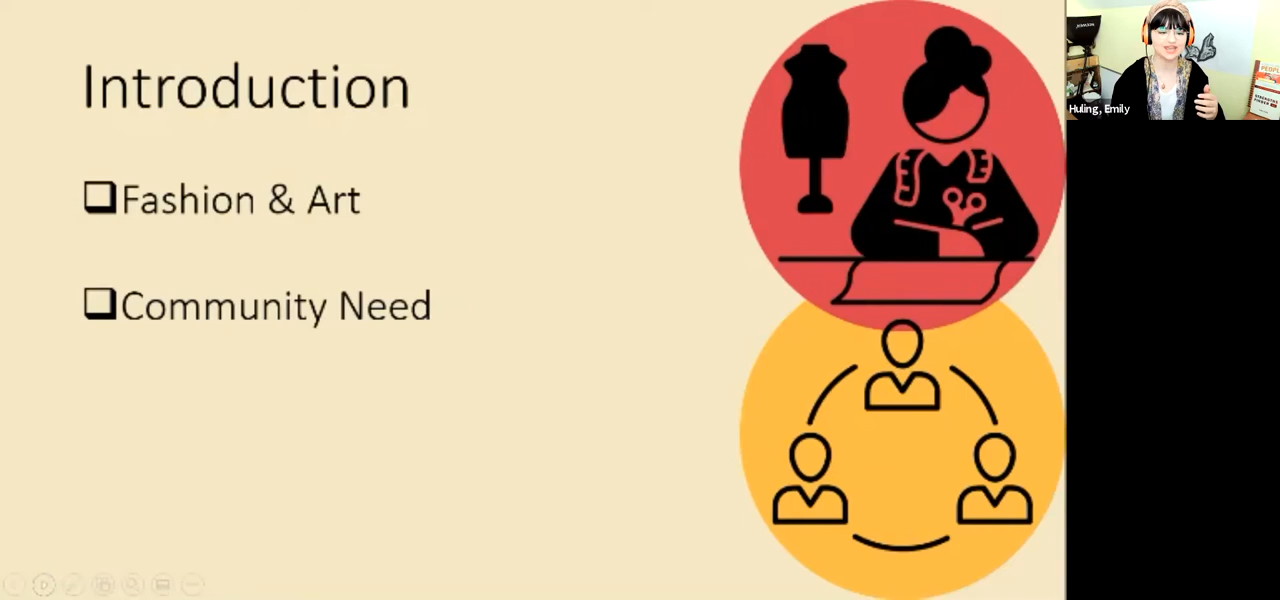 Introduction
Fashion & Art
Community Need
Huling, Emily